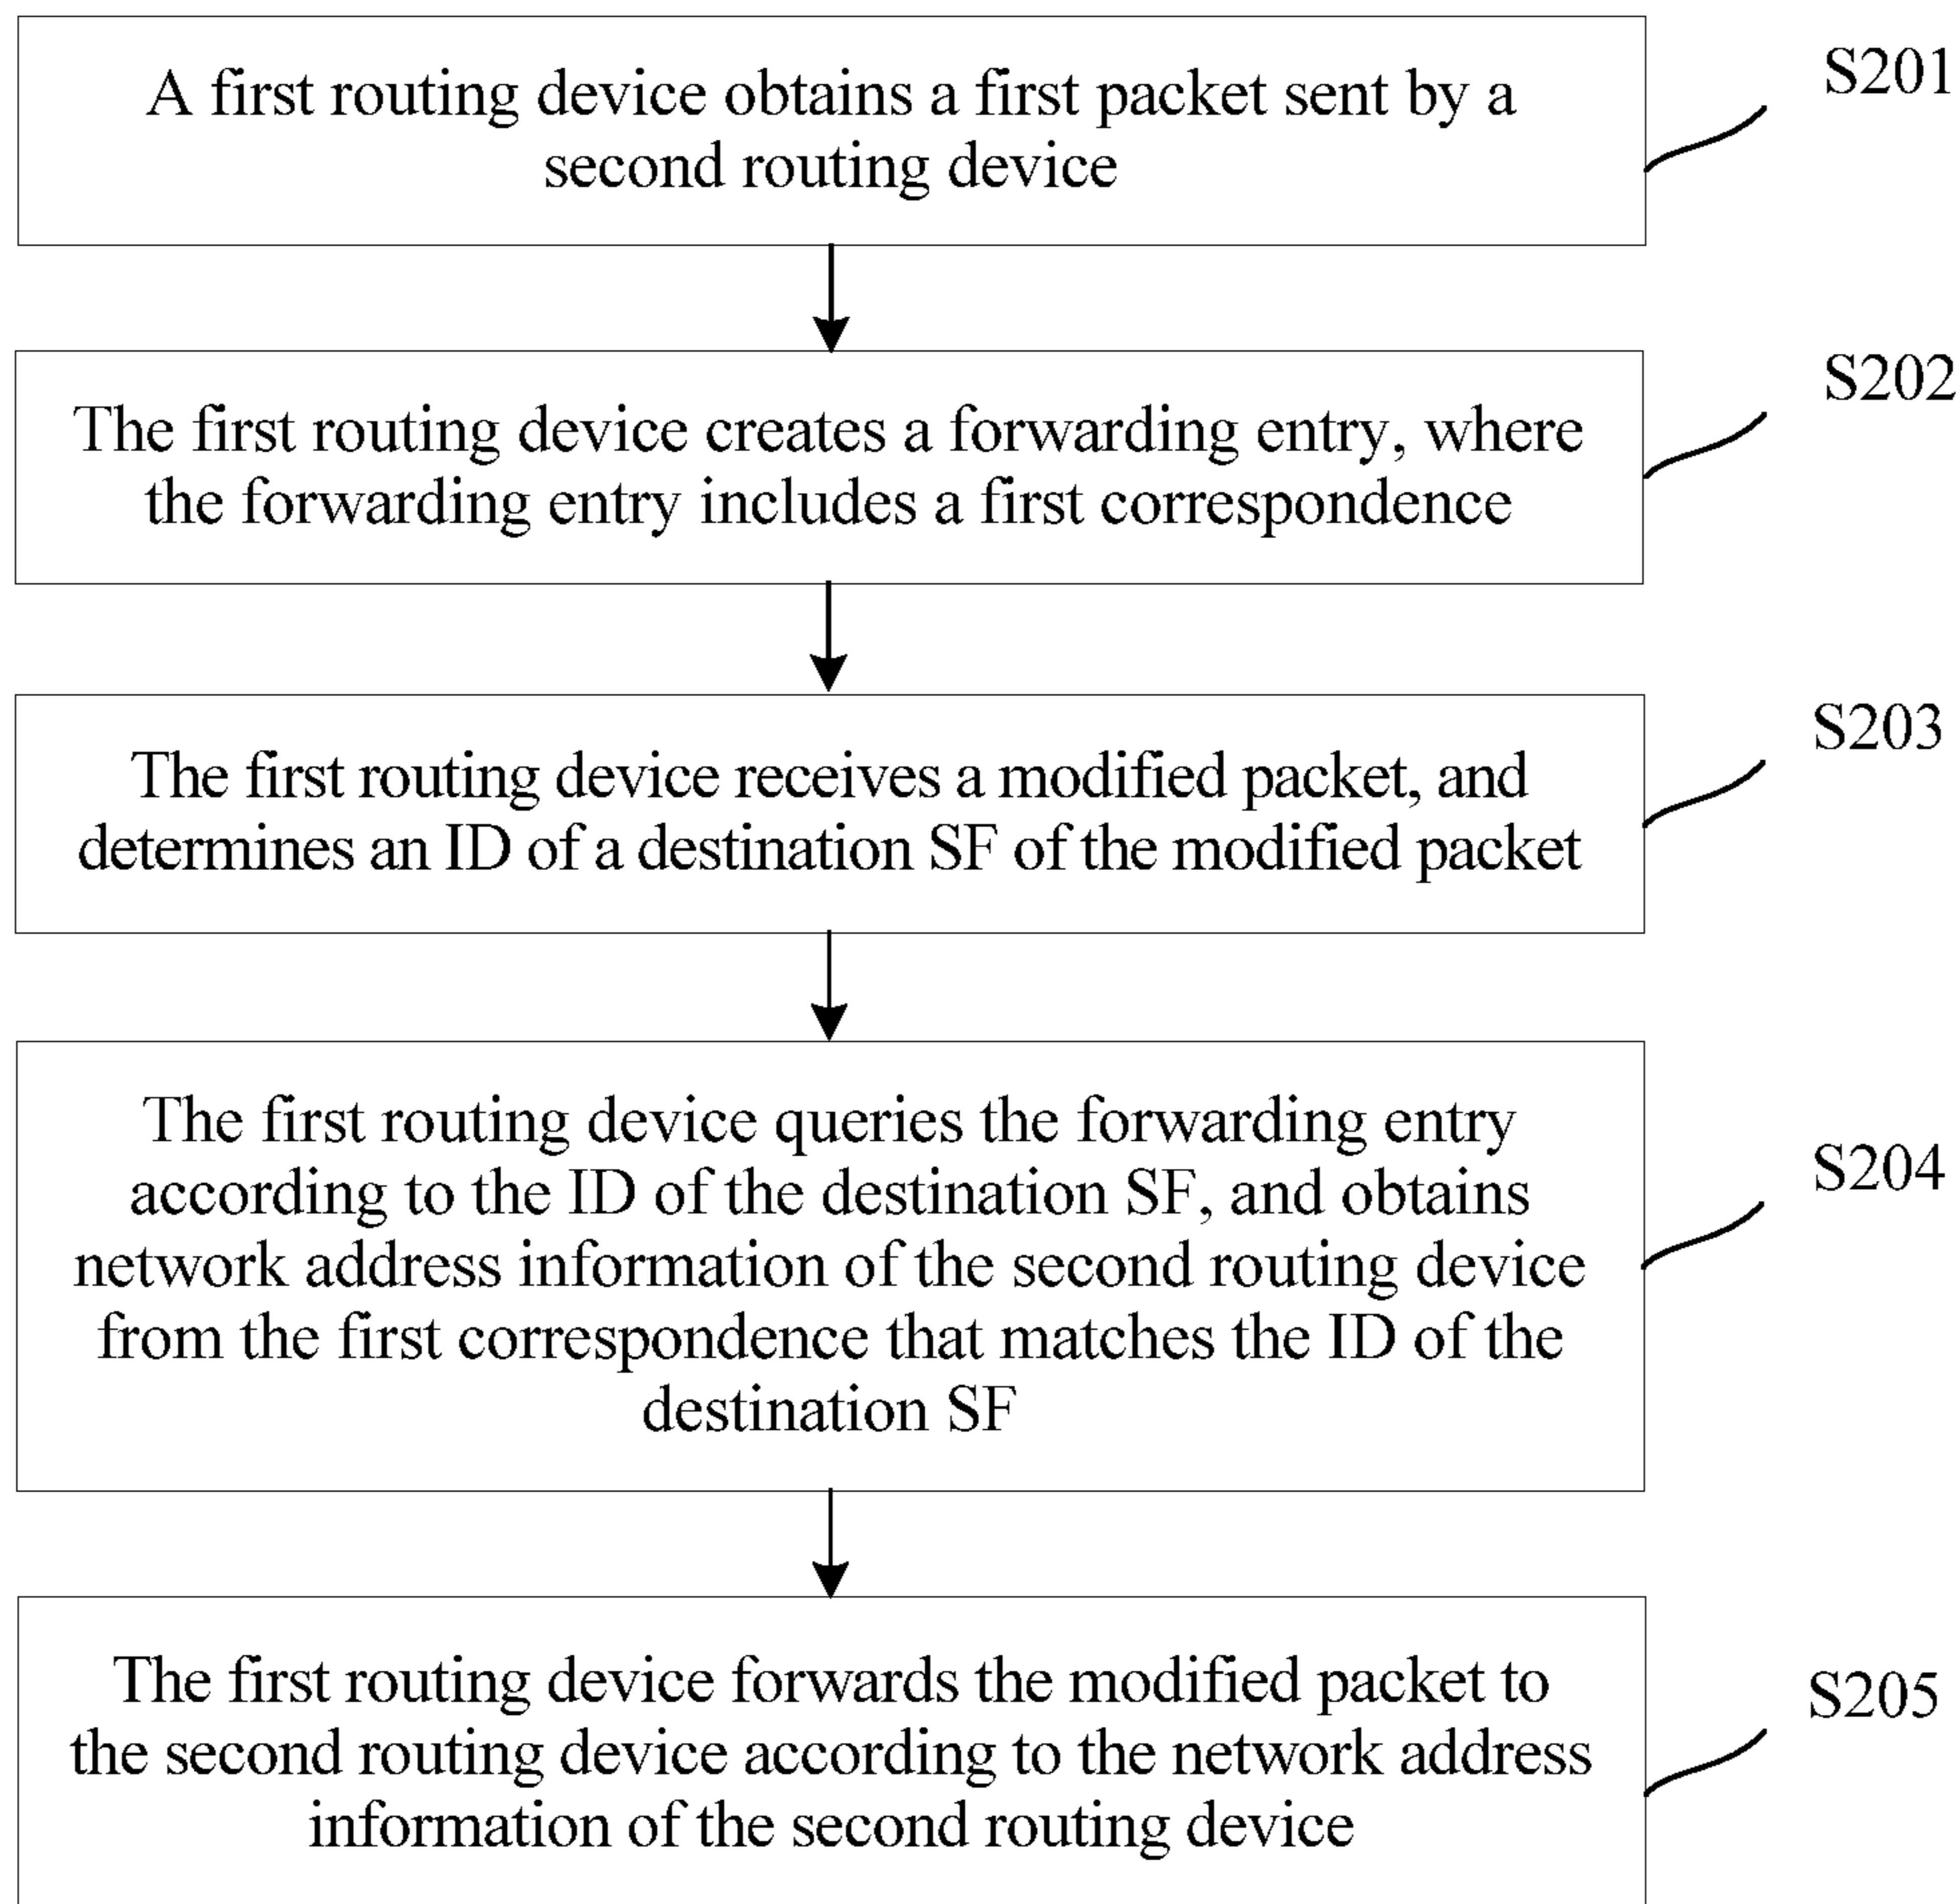 A first routing device obtains a first packet sent by a
second routing device
S201
The first routing device creates a forwarding entry, where
the forwarding entry includes a first correspondence
S202
The first routing device receives a modified packet, and
determines an ID of a destination SF of the modified packet
S203
The first routing device queries the forwarding entry
according to the ID of the destination SF, and obtains
network address information of the second routing device
from the first correspondence that matches the ID of the
destination SF
S204
The first routing device forwards the modified packet to
the second routing device according to the network address
information of the second routing device
S205